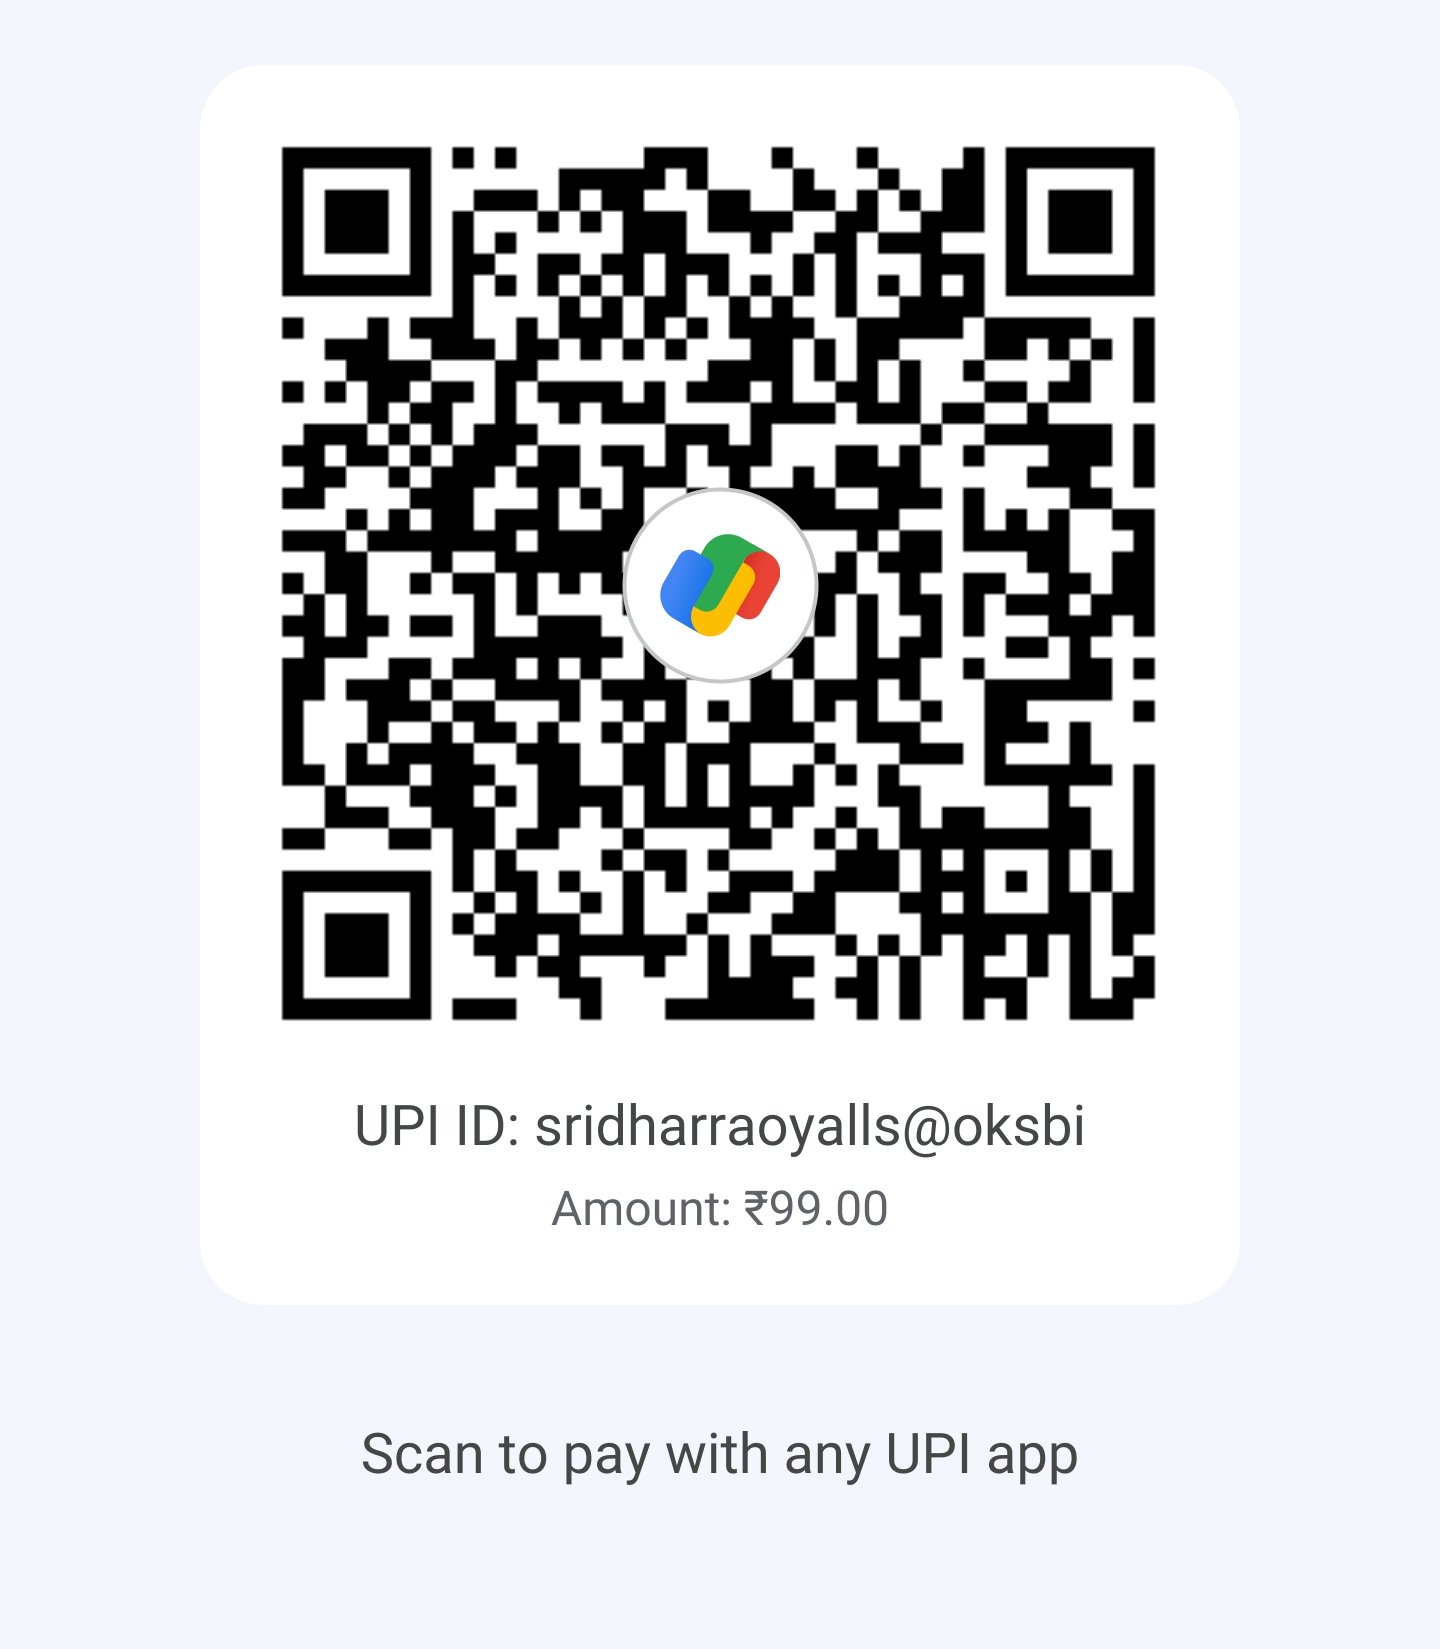 UPI ID: sridharraoyalls@oksbi
Amount: ₹99.00
Scan to pay with any UPI app